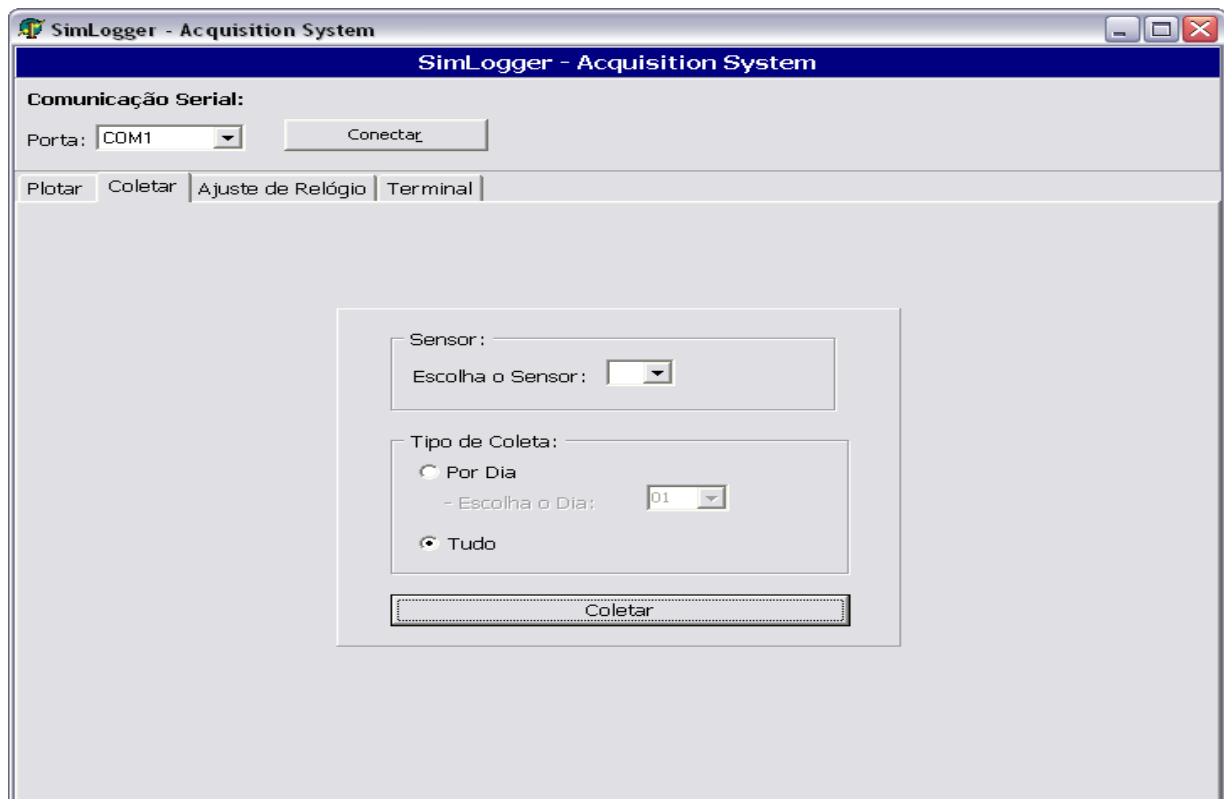 SimLogger - Acquisition System
SimLogger - Acquisition System
Comunicação Serial:
Porta: COM1 Conectar
Plotar Coletar Ajuste de Relógio Terminal
Sensor:
Escolha o Sensor:
Tipo de Coleta:
Por Dia
- Escolha o Dia: 01
Tudo
Coletar